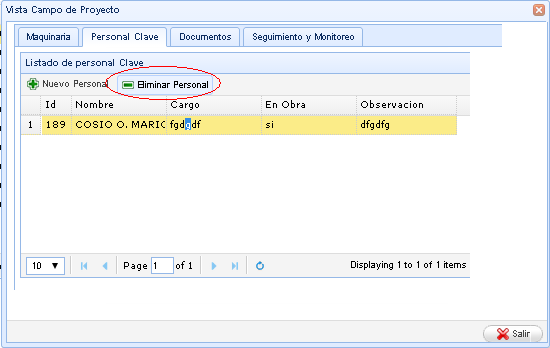 Vista Campo de Proyecto
Maquinaria Personal Clave Documentos Seguimiento y Monitoreo
Listado de personal Clave
Nuevo Personal Eliminar Personal
Id Nombre Cargo En Obra Observacion
1 189 COSIO O. MARIO fgdgdf si dfgdfg
10 Page 1 of 1 Displaying 1 to 1 of 1 items
Salir